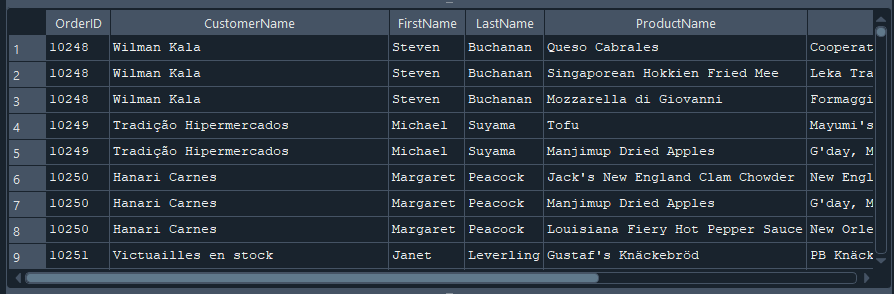 OrderID CustomerName FirstName LastName ProductName
1 10248 Wilman Kala Steven Buchanan Queso Cabrales Cooperat
2 10248 Wilman Kala Steven Buchanan Singaporean Hokkien Fried Mee Leka Tra
3 10248 Wilman Kala Steven Buchanan Mozzarella di Giovanni Formaggi
4 10249 Tradição Hipermercados Michael Suyama Tofu Mayumi's
5 10249 Tradição Hipermercados Michael Suyama Manjimup Dried Apples G'day, M
6 10250 Hanari Carnes Margaret Peacock Jack's New England Clam Chowder New Engl
7 10250 Hanari Carnes Margaret Peacock Manjimup Dried Apples G'day, M
8 10250 Hanari Carnes Margaret Peacock Louisiana Fiery Hot Pepper Sauce New Orle
9 10251 Victuailles en stock Janet Leverling Gustaf's Knäckebröd PB Knäck